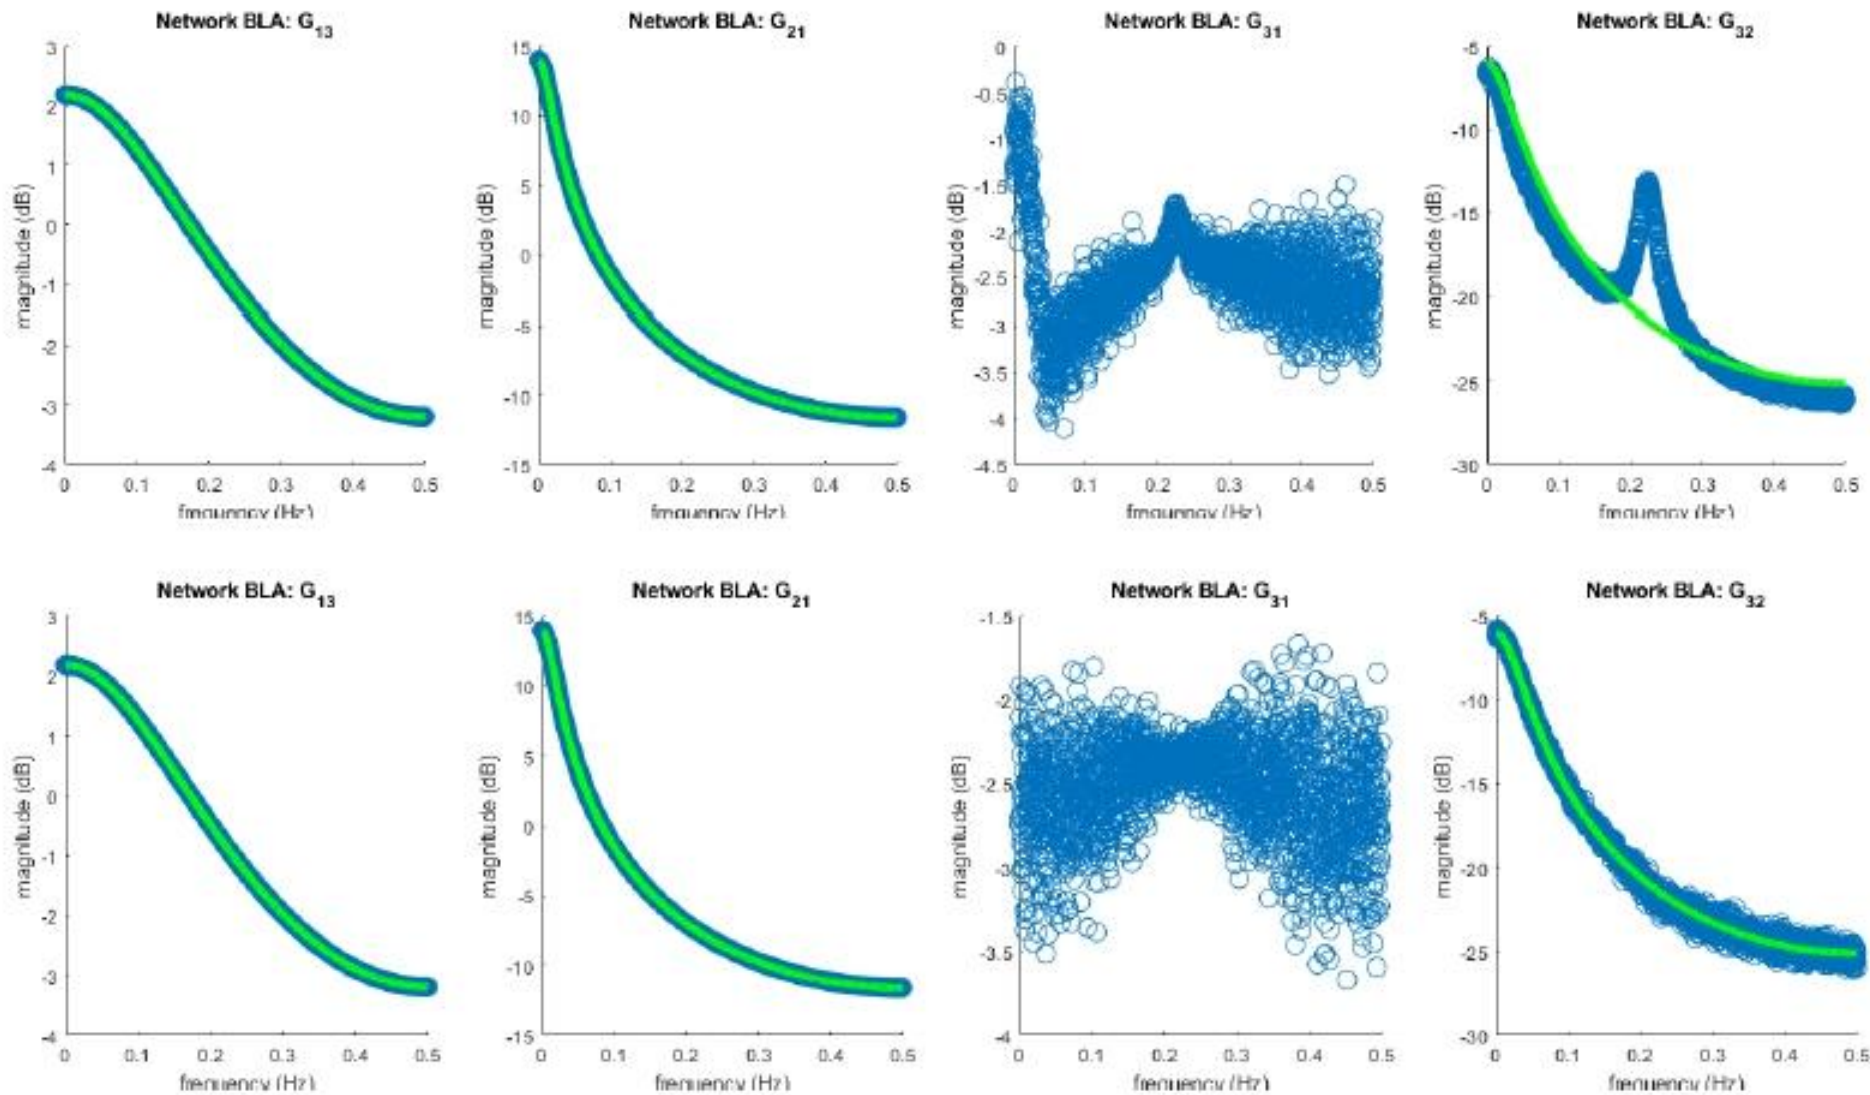 Network BLA: G13
Network BLA: G21
Network BLA: G31
Network BLA: G32
magnitude (dB)
3
2
1
0
-1
-2
-3
-4
0 0.1 0.2 0.3 0.4 0.5
frequency (Hz)
magnitude (dB)
15
10
5
0
-5
-10
-15
0 0.1 0.2 0.3 0.4 0.5
frequency (Hz)
magnitude (dB)
0
-0.5
-1
-1.5
-2
-2.5
-3
-3.5
-4
-4.5
0 0.1 0.2 0.3 0.4 0.5
frequency (Hz)
magnitude (dB)
-5
-10
-15
-20
-25
-30
0 0.1 0.2 0.3 0.4 0.5
frequency (Hz)
Network BLA: G13
Network BLA: G21
Network BLA: G31
Network BLA: G32
magnitude (dB)
3
2
1
0
-1
-2
-3
-4
0 0.1 0.2 0.3 0.4 0.5
frequency (Hz)
magnitude (dB)
15
10
5
0
-5
-10
-15
0 0.1 0.2 0.3 0.4 0.5
frequency (Hz)
magnitude (dB)
-1.5
-2
-2.5
-3
-3.5
-4
0 0.1 0.2 0.3 0.4 0.5
frequency (Hz)
magnitude (dB)
-5
-10
-15
-20
-25
-30
0 0.1 0.2 0.3 0.4 0.5
frequency (Hz)